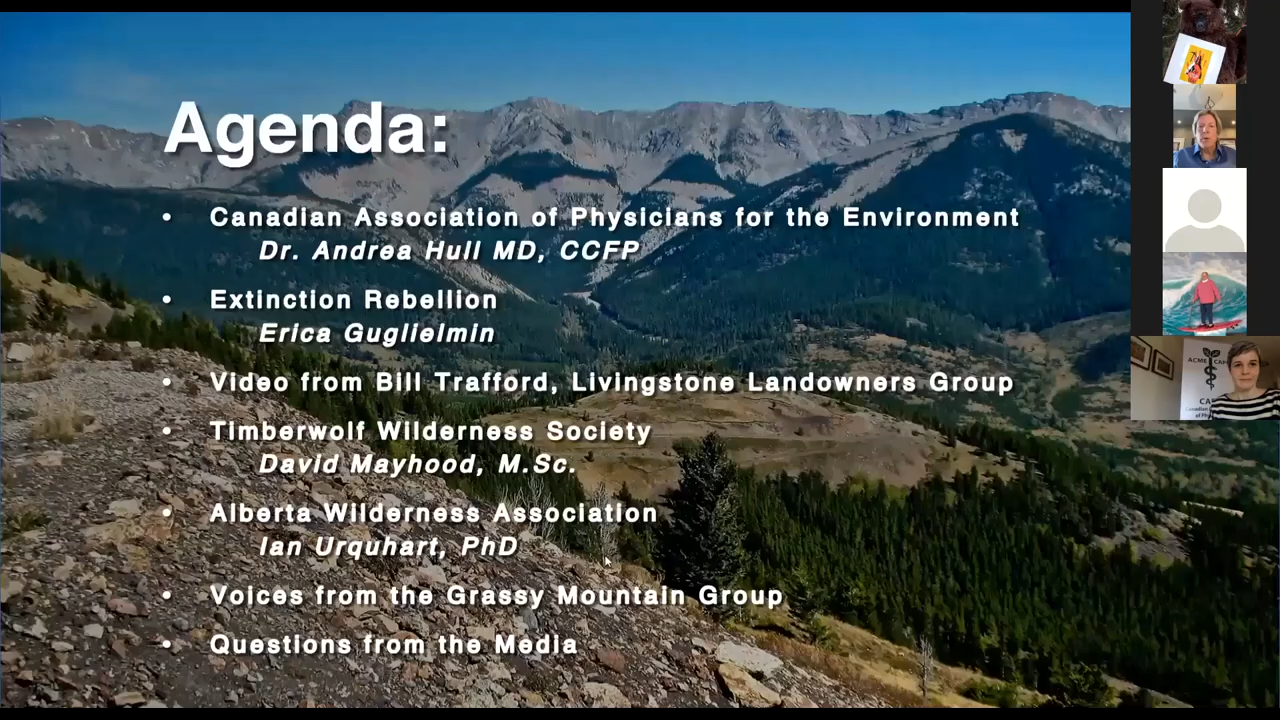 Agenda:
• Canadian Association of Physicians for the Environment
Dr. Andrea Hull MD, CCFP
• Extinction Rebellion
Erica Guglielmin
• Video from Bill Trafford, Livingstone Landowners Group
• Timberwolf Wilderness Society
David Mayhood, M.Sc.
• Alberta Wilderness Association
Ian Urquhart, PhD
• Voices from the Grassy Mountain Group
• Questions from the Media